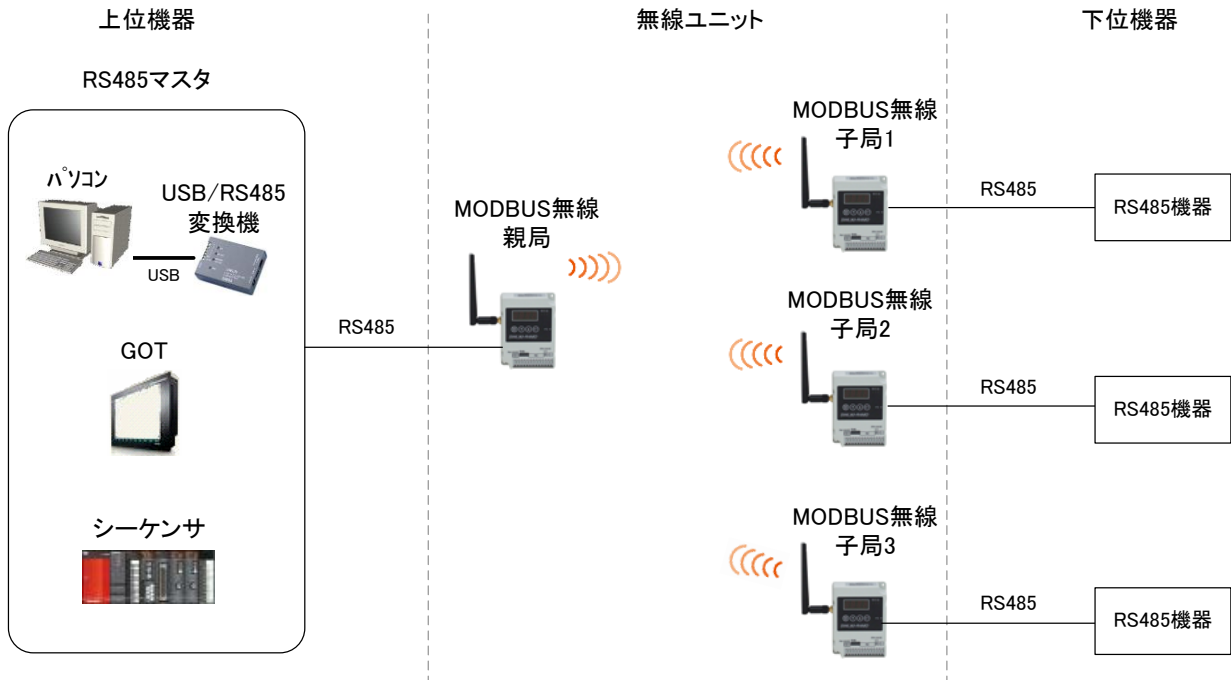 上位機器
無線ユニット
下位機器
RS485マスタ
パソコン
USB/RS485
変換機
USB
GOT
シーケンサ
RS485
MODBUS無線
親局
MODBUS無線
子局1
RS485
RS485機器
MODBUS無線
子局2
RS485
RS485機器
MODBUS無線
子局3
RS485
RS485機器